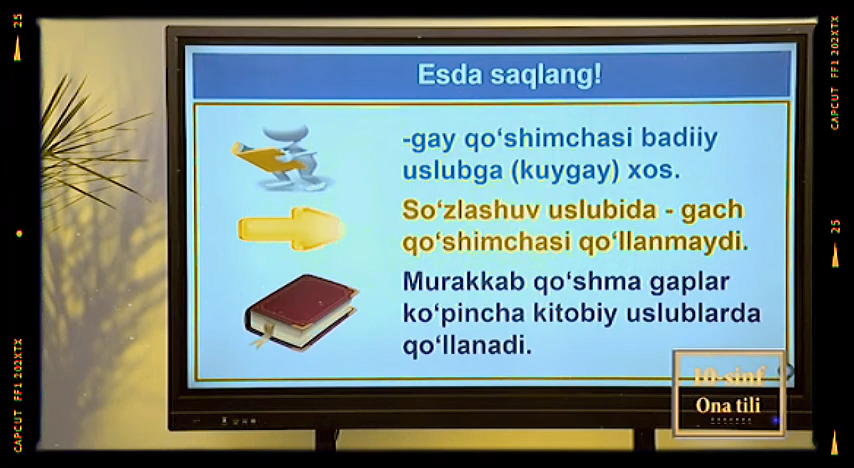 25
25
CAPCUT FF1 202XTX
CAPCUT FF1 202XTX
Esda saqlang!
-gay qo‘shimchasi badiiy
uslubga (kuygay) xos.
So‘zlashuv uslubida - gach
qo‘shimchasi qo‘llanmaydi.
Murakkab qo‘shma gaplar
ko‘pincha kitobiy uslublarda
qo‘llanadi.
10-sinf
Ona tili